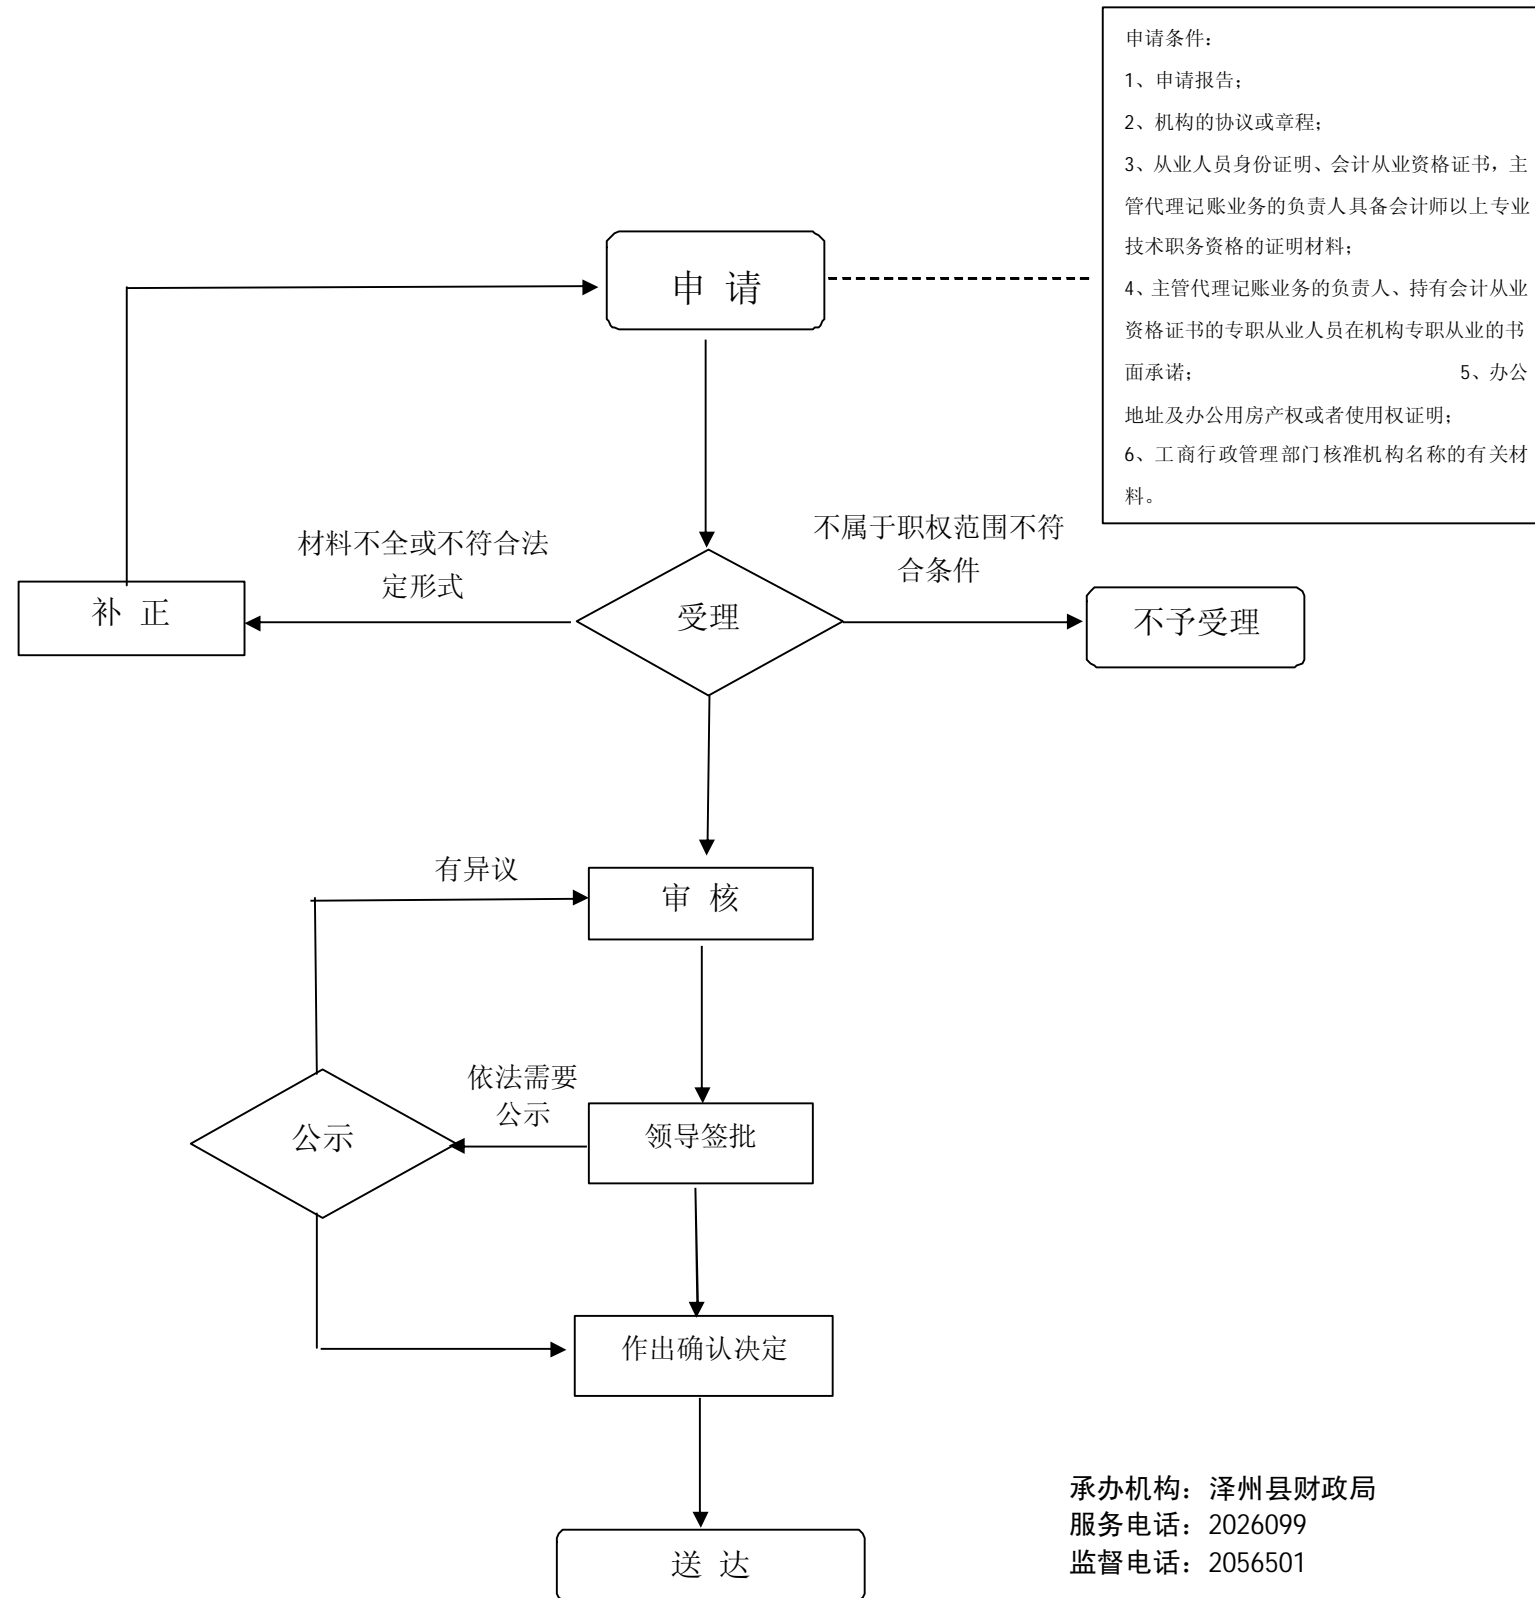 申请条件：
1、申请报告；
2、机构的协议或章程；
3、从业人员身份证明、会计从业资格证书，主
管代理记账业务的负责人具备会计师以上专业
技术职务资格的证明材料；
4、主管代理记账业务的负责人、持有会计从业
资格证书的专职从业人员在机构专职从业的书
面承诺； 5、办公
地址及办公用房产权或者使用权证明；
6、工商行政管理部门核准机构名称的有关材
料。
申 请
材料不全或不符合法
定形式
不属于职权范围不符
合条件
补 正
受理
不予受理
有异议
审 核
依法需要
公示
公示
领导签批
作出确认决定
送 达
承办机构：泽州县财政局
服务电话：2026099
监督电话：2056501